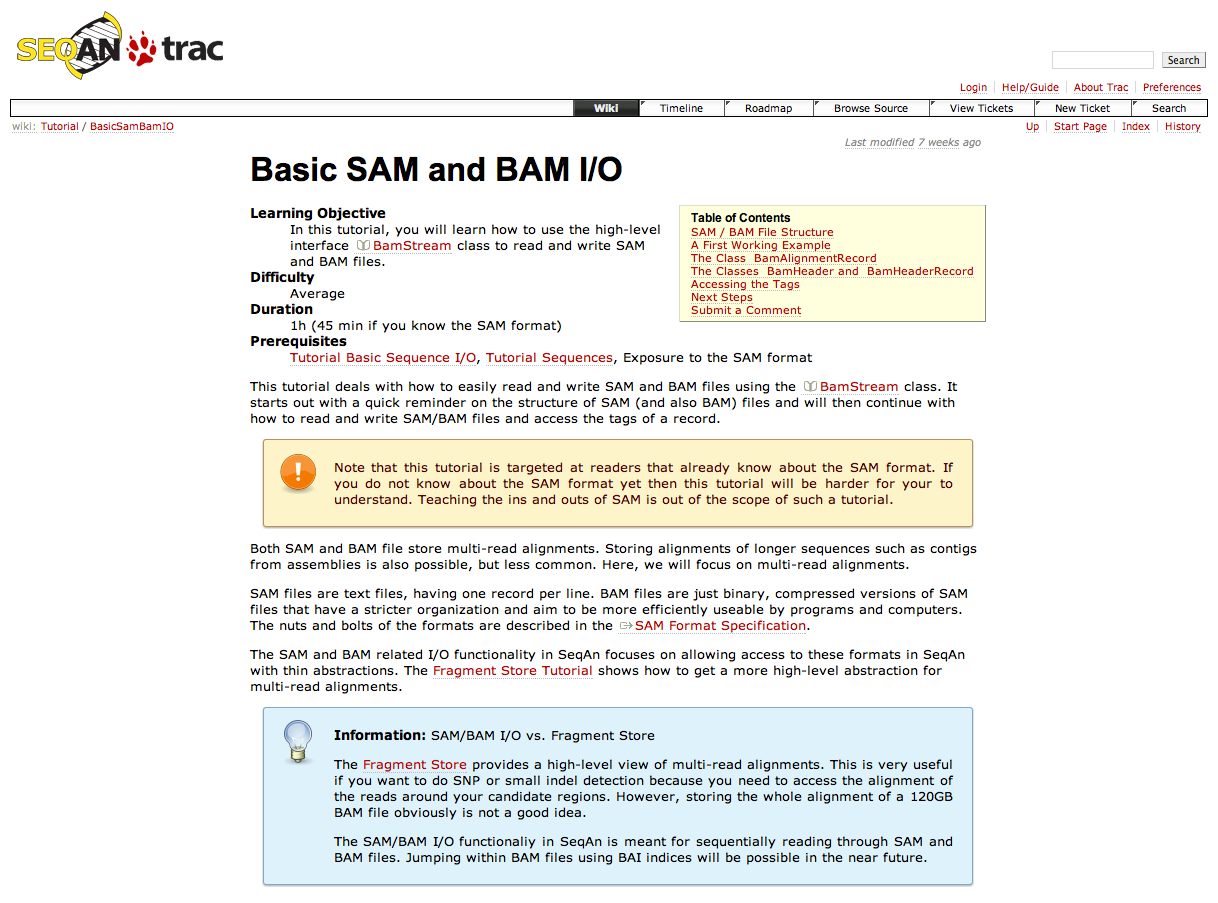 SEQAN trac
Search
Login Help/Guide About Trac Preferences
Wiki Timeline Roadmap Browse Source View Tickets New Ticket Search
wiki: Tutorial / BasicSamBamIO
Up Start Page Index History
Last modified 7 weeks ago
Basic SAM and BAM I/O
Learning Objective
In this tutorial, you will learn how to use the high-level
interface BamStream class to read and write SAM
and BAM files.
Difficulty
Average
Duration
1h (45 min if you know the SAM format)
Prerequisites
Tutorial Basic Sequence I/O, Tutorial Sequences, Exposure to the SAM format
Table of Contents
SAM / BAM File Structure
A First Working Example
The Class BamAlignmentRecord
The Classes BamHeader and BamHeaderRecord
Accessing the Tags
Next Steps
Submit a Comment
This tutorial deals with how to easily read and write SAM and BAM files using the BamStream class. It
starts out with a quick reminder on the structure of SAM (and also BAM) files and will then continue with
how to read and write SAM/BAM files and access the tags of a record.
Note that this tutorial is targeted at readers that already know about the SAM format. If
you do not know about the SAM format yet then this tutorial will be harder for your to
understand. Teaching the ins and outs of SAM is out of the scope of such a tutorial.
Both SAM and BAM file store multi-read alignments. Storing alignments of longer sequences such as contigs
from assemblies is also possible, but less common. Here, we will focus on multi-read alignments.
SAM files are text files, having one record per line. BAM files are just binary, compressed versions of SAM
files that have a stricter organization and aim to be more efficiently useable by programs and computers.
The nuts and bolts of the formats are described in the SAM Format Specification.
The SAM and BAM related I/O functionality in SeqAn focuses on allowing access to these formats in SeqAn
with thin abstractions. The Fragment Store Tutorial shows how to get a more high-level abstraction for
multi-read alignments.
Information: SAM/BAM I/O vs. Fragment Store
The Fragment Store provides a high-level view of multi-read alignments. This is very useful
if you want to do SNP or small indel detection because you need to access the alignment of
the reads around your candidate regions. However, storing the whole alignment of a 120GB
BAM file obviously is not a good idea.
The SAM/BAM I/O functionaliy in SeqAn is meant for sequentially reading through SAM and
BAM files. Jumping within BAM files using BAI indices will be possible in the near future.